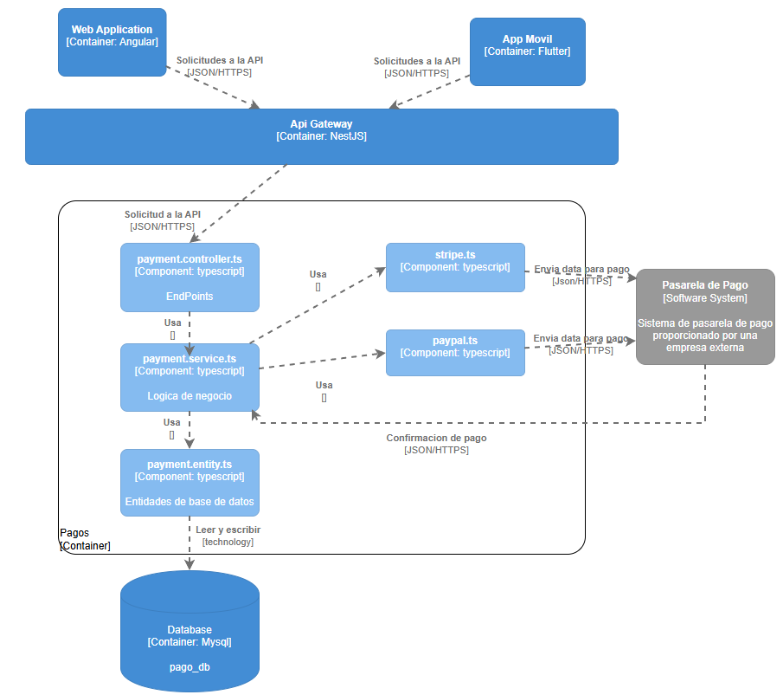 Web Application
[Container: Angular]
App Movil
[Container: Flutter]
Solicitudes a la API
[JSON/HTTPS]
Solicitudes a la API
[JSON/HTTPS]
Api Gateway
[Container: NestJS]
Solicitud a la API
[JSON/HTTPS]
payment.controller.ts
[Component: typescript]
EndPoints
stripe.ts
[Component: typescript]
Envia data para pago
[Json/HTTPS]
Pasarela de Pago
[Software System]
Sistema de pasarela de pago
proporcionado por una
empresa externa
Usa
[]
Usa
[]
payment.service.ts
[Component: typescript]
Logica de negocio
paypal.ts
[Component: typescript]
Envia data para pago
[JSON/HTTPS]
Usa
[]
Usa
[]
Confirmacion de pago
[JSON/HTTPS]
payment.entity.ts
[Component: typescript]
Entidades de base de datos
Leer y escribir
[technology]
Pagos
[Container]
Database
[Container: Mysql]
pago_db